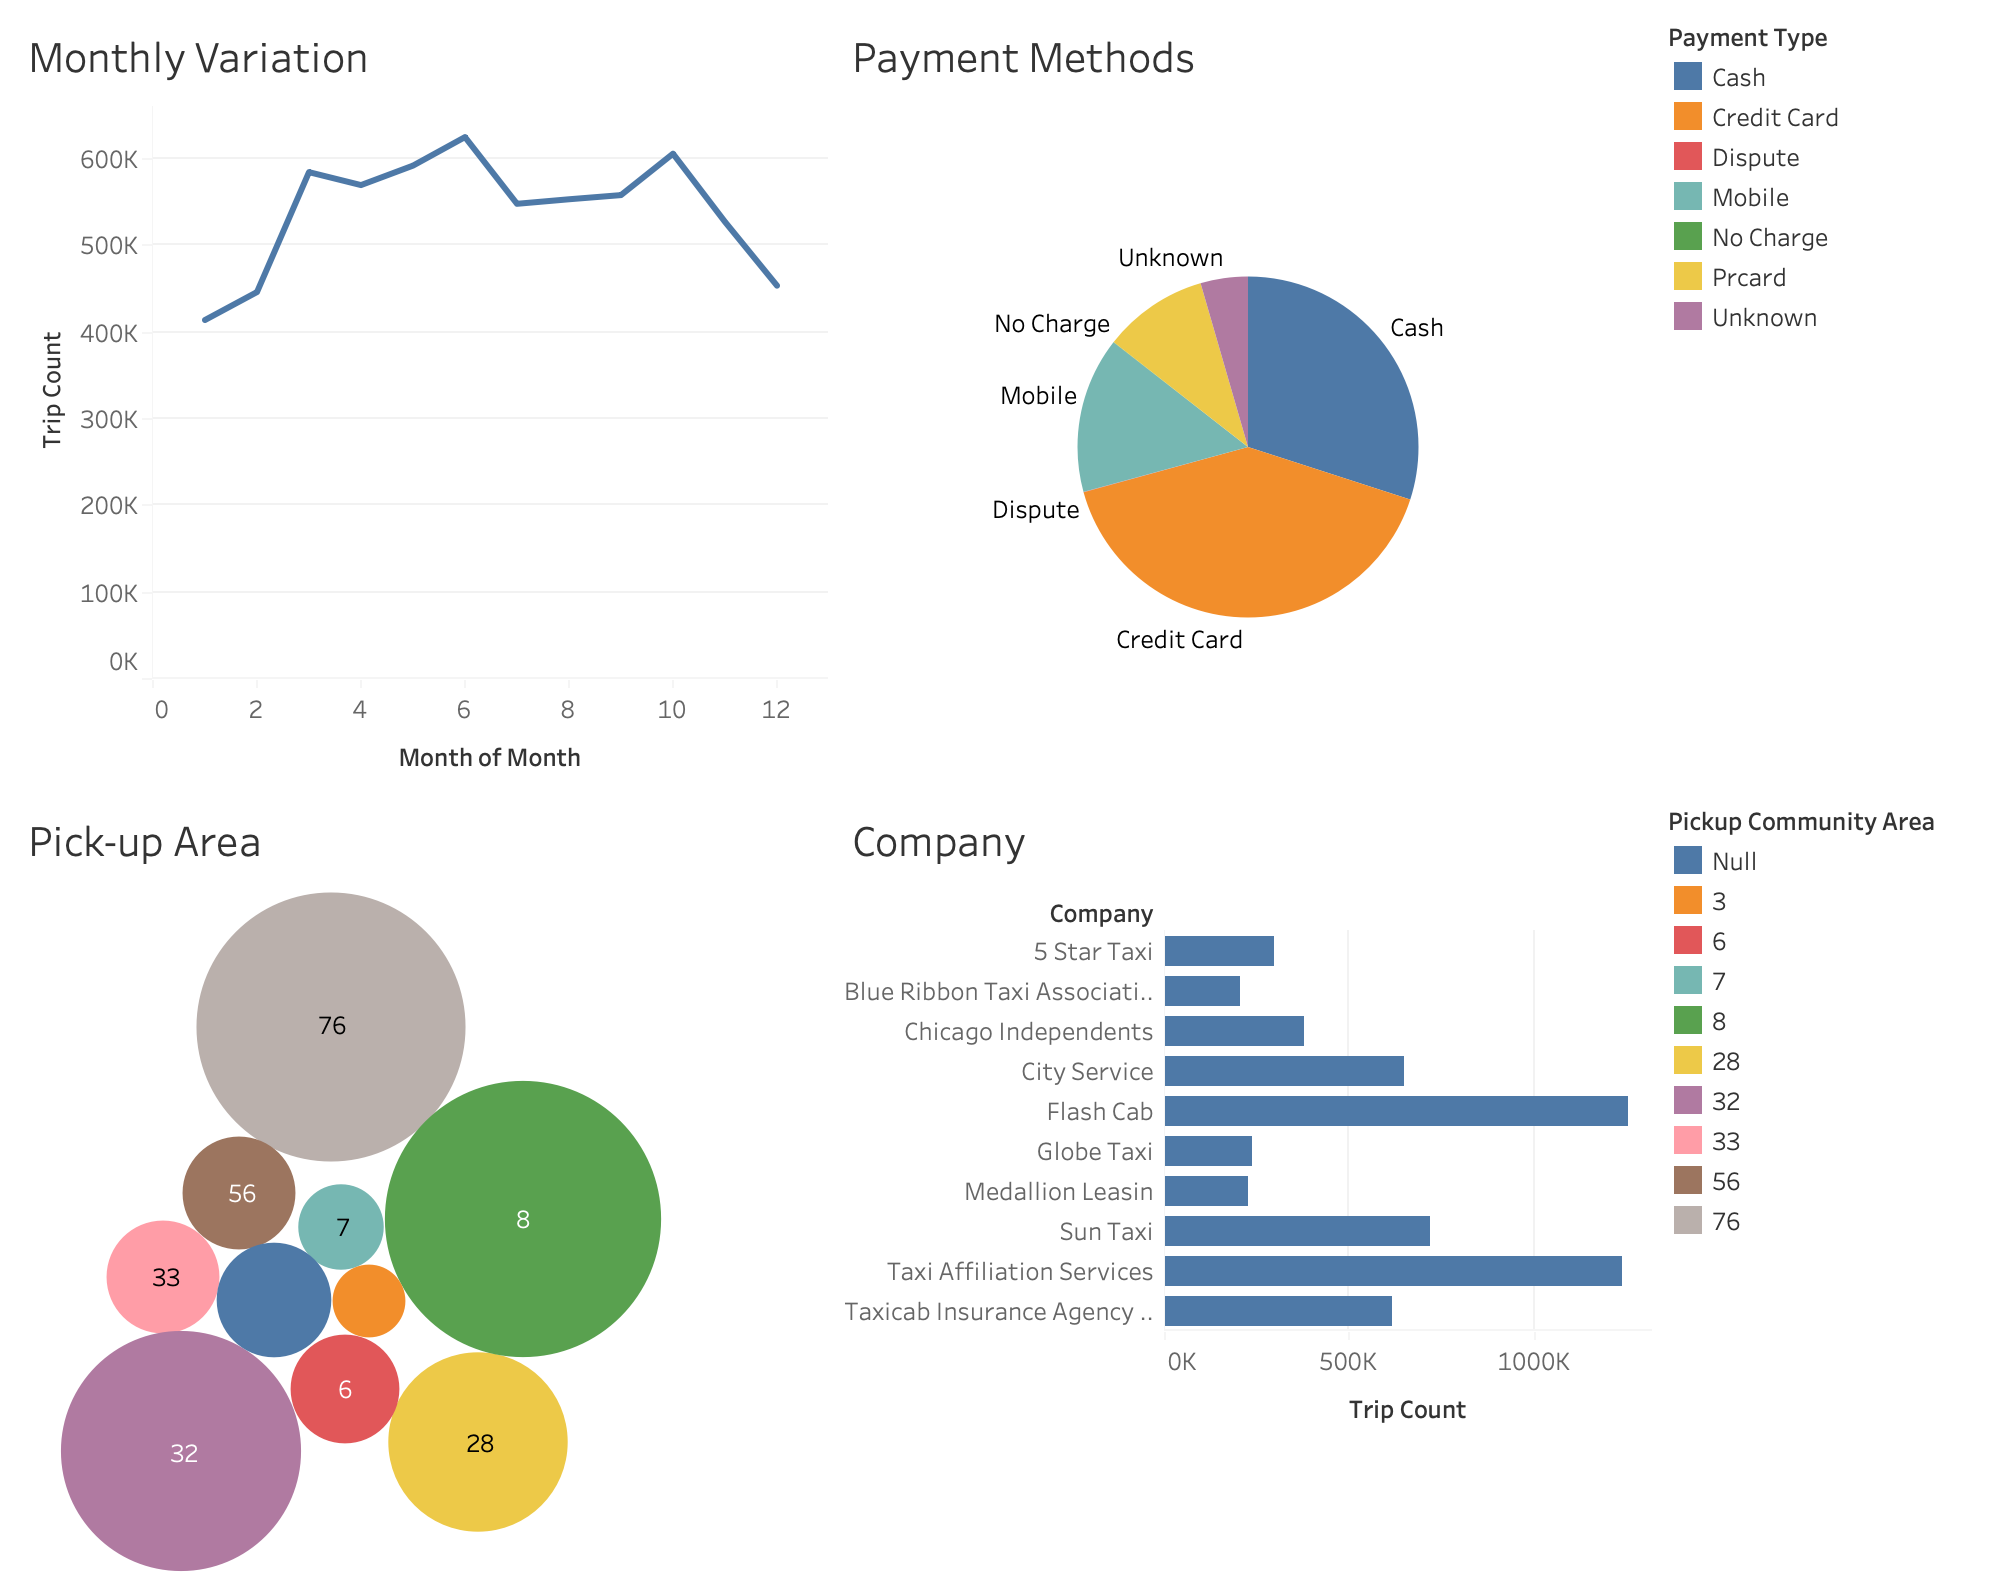 Monthly Variation
600K
500K
400K
300K
200K
100K
0K
Trip Count
0 2 4 6 8 10 12
Month of Month
Payment Methods
Unknown
Cash
No Charge
Mobile
Dispute
Credit Card
Payment Type
Cash
Credit Card
Dispute
Mobile
No Charge
Prcard
Unknown
Pick-up Area
76
56
7
8
33
6
32
28
Company
Company
5 Star Taxi
Blue Ribbon Taxi Associati..
Chicago Independents
City Service
Flash Cab
Globe Taxi
Medallion Leasin
Sun Taxi
Taxi Affiliation Services
Taxicab Insurance Agency ..
0K 500K 1000K
Trip Count
Pickup Community Area
Null
3
6
7
8
28
32
33
56
76